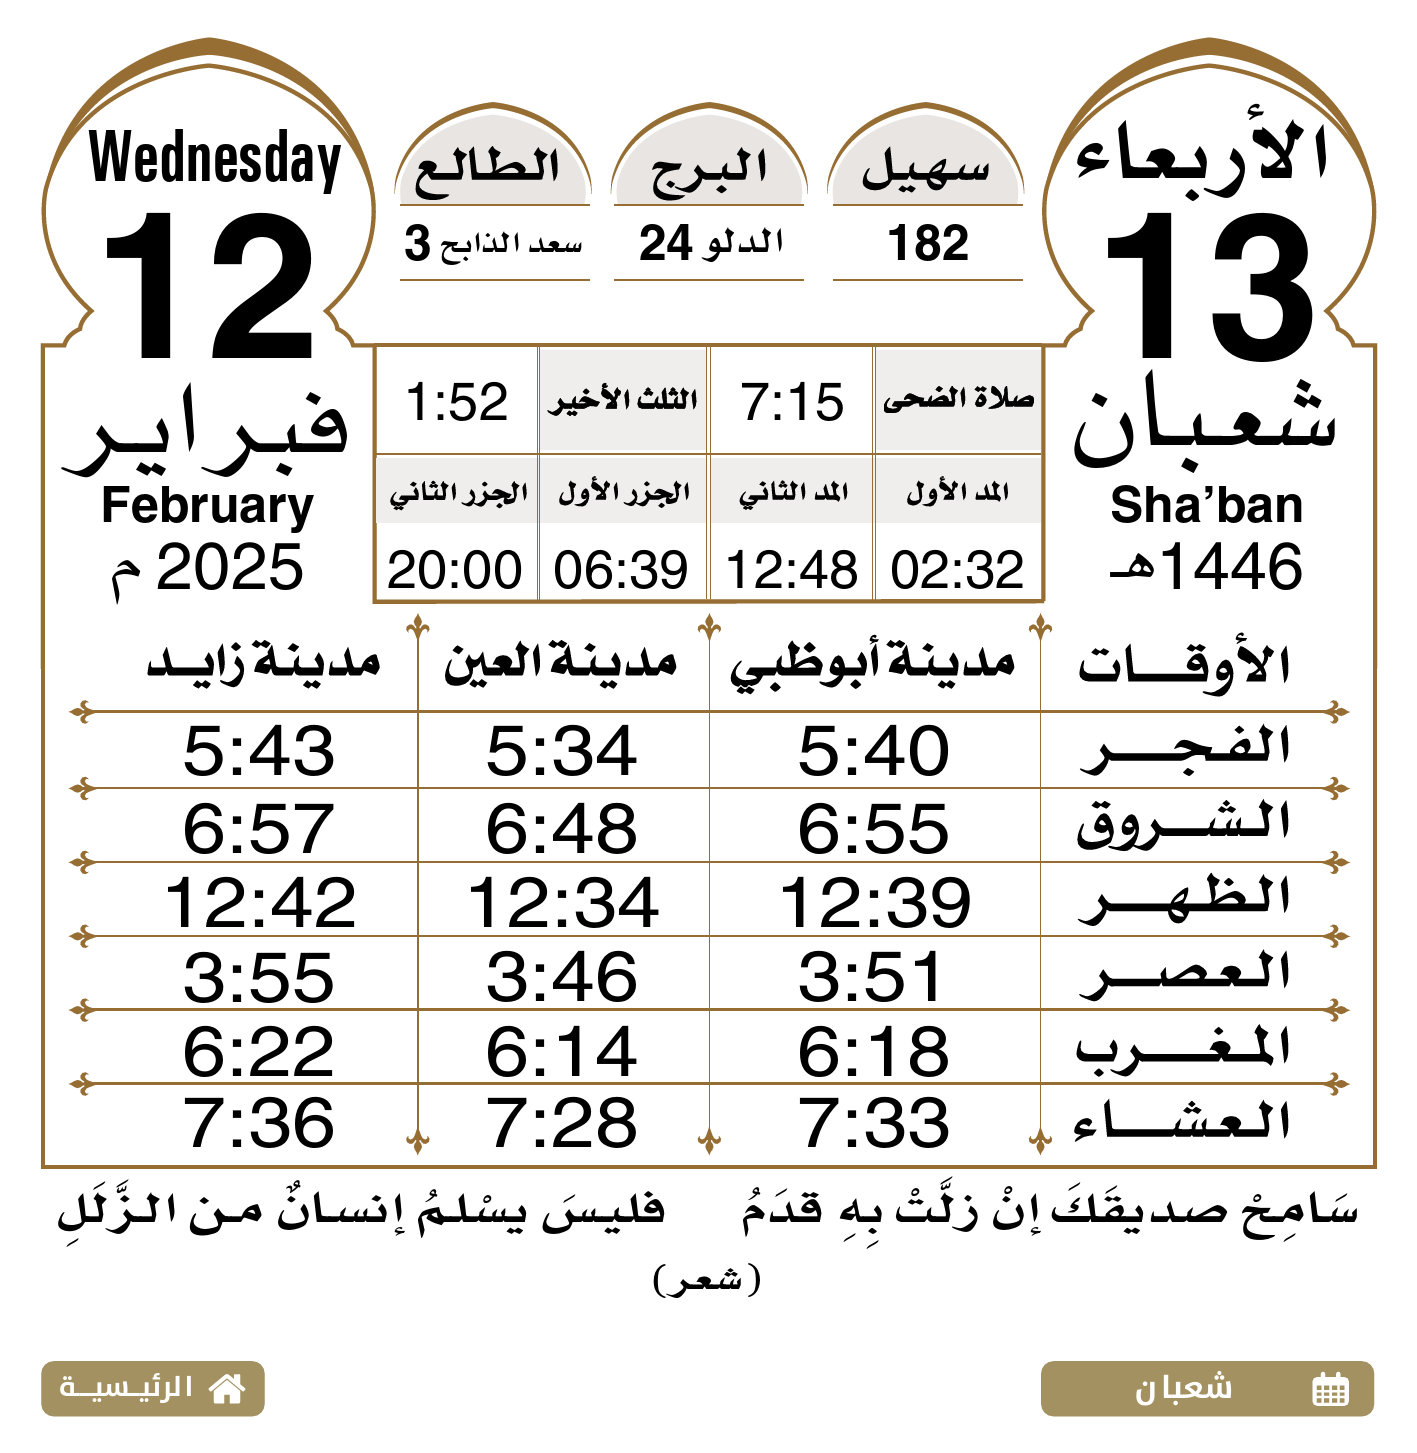 الأربعاء
13
شعبان
Sha’ban
1446هـ
سهيل
182
البرج
الدلو 24
الطالع
سعد الذابح 3
Wednesday
12
فبراير
February
2025 م
صلاة الضحى 7:15 الثلث الأخير 1:52
المد الأول المد الثاني الجزر الأول الجزر الثاني
02:32 12:48 06:39 20:00
الأوقات مدينة أبوظبي مدينة العين مدينة زايد
الفجر 5:40 5:34 5:43
الشروق 6:55 6:48 6:57
الظهر 12:39 12:34 12:42
العصر 3:51 3:46 3:55
المغرب 6:18 6:14 6:22
العشاء 7:33 7:28 7:36
سَامِحْ صديقَكَ إنْ زلَّتْ بِهِ قدَمُ فليسَ يسْلمُ إنسانٌ من الزَّلَلِ
(شعر)
شعبان
الرئيسية